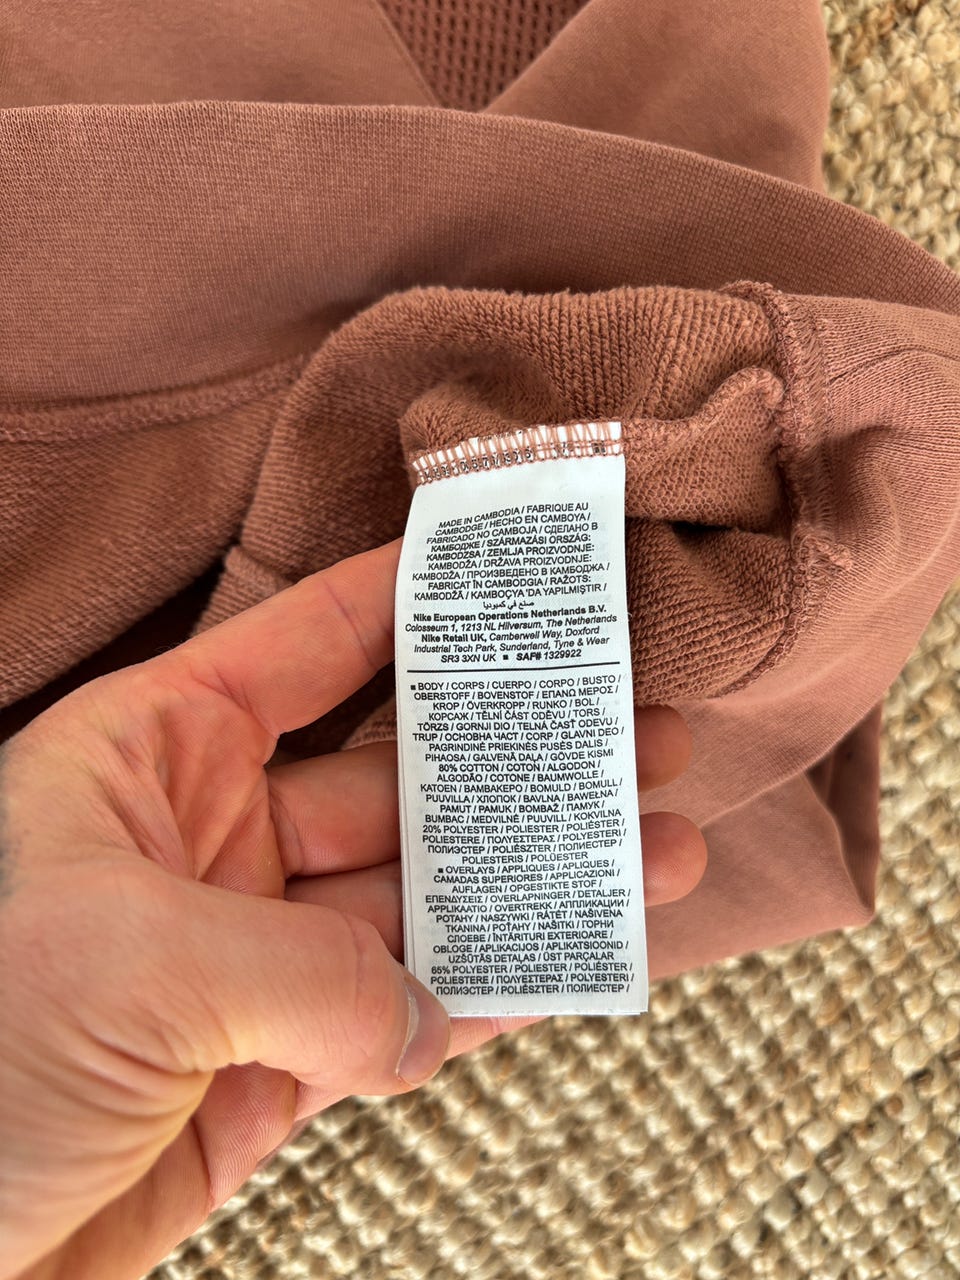 MADE IN CAMBODIA / FABRIQUE AU
CAMBODGE / HECHO EN CAMBOYA /
FABRICADO NO CAMBOJA / СДЕЛАНО В
КАМБОДЖЕ / SZÁRMAZÁSI ORSZÁG:
KAMBODZSA / ZEMLJA PROIZVODNJE:
KAMBODŽA / DRŽAVA PROIZVODNJE:
KAMBODŽA / ПРОИЗВЕДЕНО В КАМБОДЖА /
FABRICAT ÎN CAMBODGIA / RAŽOTS:
KAMBODŽĀ / KAMBOÇYA 'DA YAPILMIŞTIR /
صنع في كمبوديا
Nike European Operations Netherlands B.V.
Colosseum 1, 1213 NL Hilversum, The Netherlands
Nike Retail UK, Camberwell Way, Doxford
Industrial Tech Park, Sunderland, Tyne & Wear
SR3 3XN UK ■ SAF# 1329922
■ BODY / CORPS / CUERPO / CORPO / BUSTO /
OBERSTOFF / BOVENSTOF / ΕΠΑΝΩ ΜΕΡΟΣ /
KROP / ÖVERKROPP / RUNKO / BOL /
КОРСАЖ / TĚLNÍ ČÁST ODĚVU / TORS /
TÖRZS / GORNJI DIO / TELNÁ ČASŤ ODEVU /
TRUP / ОСНОВНА ЧАСТ / CORP / GLAVNI DEO /
PAGRINDINĖ PRIEKINĖS PUSĖS DALIS /
PIHAOSA / GALVENĀ DAĻA / GÖVDE KISMI
80% COTTON / COTON / ALGODON /
ALGODÃO / COTONE / BAUMWOLLE /
KATOEN / ΒΑΜΒΑΚΕΡΟ / BOMULD / BOMULL /
PUUVILLA / ХЛОПОК / BAVLNA / BAWEŁNA /
PAMUT / PAMUK / BOMBAŽ / ПАМУК /
BUMBAC / MEDVILNĖ / PUUVILL / KOKVILNA
20% POLYESTER / POLIESTER / POLIÉSTER /
POLIESTERE / ΠΟΛΥΕΣΤΕΡΑΣ / POLYESTERI /
ПОЛИЭСТЕР / POLIÉSZTER / ПОЛИЕСТЕР /
POLIESTERIS / POLÜESTER
■ OVERLAYS / APPLIQUES / APLIQUES /
CAMADAS SUPERIORES / APPLICAZIONI /
AUFLAGEN / OPGESTIKTE STOF /
ΕΠΕΝΔΥΣΕΙΣ / OVERLAPNINGER / DETALJER /
APPLIKAATIO / OVERTREKK / АППЛИКАЦИИ /
POTAHY / NASZYWKI / RÁTÉT / NAŠIVENA
TKANINA / POŤAHY / NAŠITKI / ГОРНИ
СЛОЕВЕ / ÎNTĂRITURI EXTERIOARE /
OBLOGE / APLIKACIJOS / APLIKATSIOONID /
UZŠŪTĀS DETAĻAS / ÜST PARÇALAR
65% POLYESTER / POLIESTER / POLIÉSTER /
POLIESTERE / ΠΟΛΥΕΣΤΕΡΑΣ / POLYESTERI /
ПОЛИЭСТЕР / POLIÉSZTER / ПОЛИЕСТЕР /